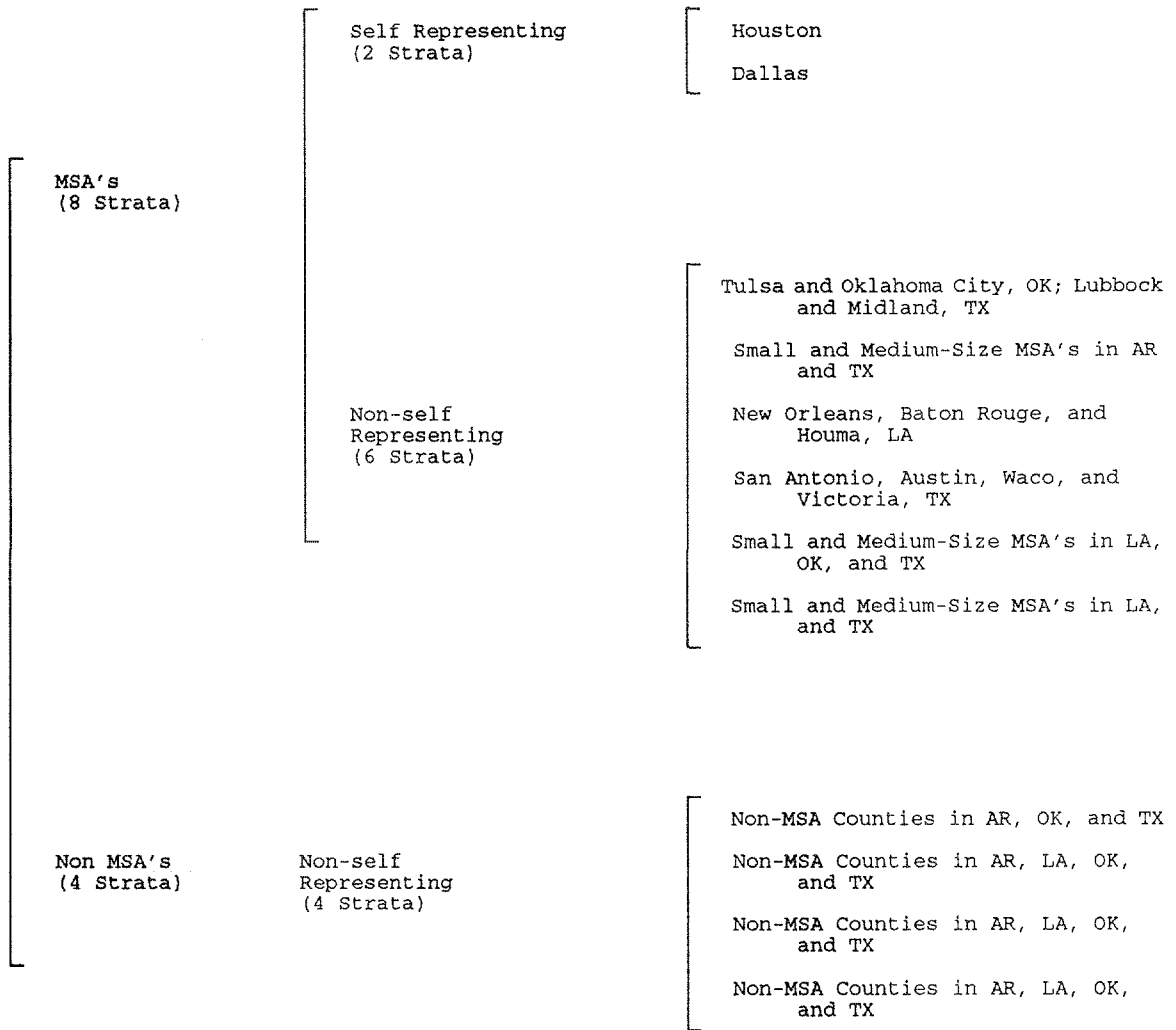 Self Representing
(2 Strata)
Houston
Dallas
MSA's
(8 Strata)
Non-self
Representing
(6 Strata)
Tulsa and Oklahoma City, OK; Lubbock
and Midland, TX
Small and Medium-Size MSA's in AR
and TX
New Orleans, Baton Rouge, and
Houma, LA
San Antonio, Austin, Waco, and
Victoria, TX
Small and Medium-Size MSA's in LA,
OK, and TX
Small and Medium-Size MSA's in LA,
and TX
Non MSA's
(4 Strata)
Non-self
Representing
(4 Strata)
Non-MSA Counties in AR, OK, and TX
Non-MSA Counties in AR, LA, OK,
and TX
Non-MSA Counties in AR, LA, OK,
and TX
Non-MSA Counties in AR, LA, OK,
and TX